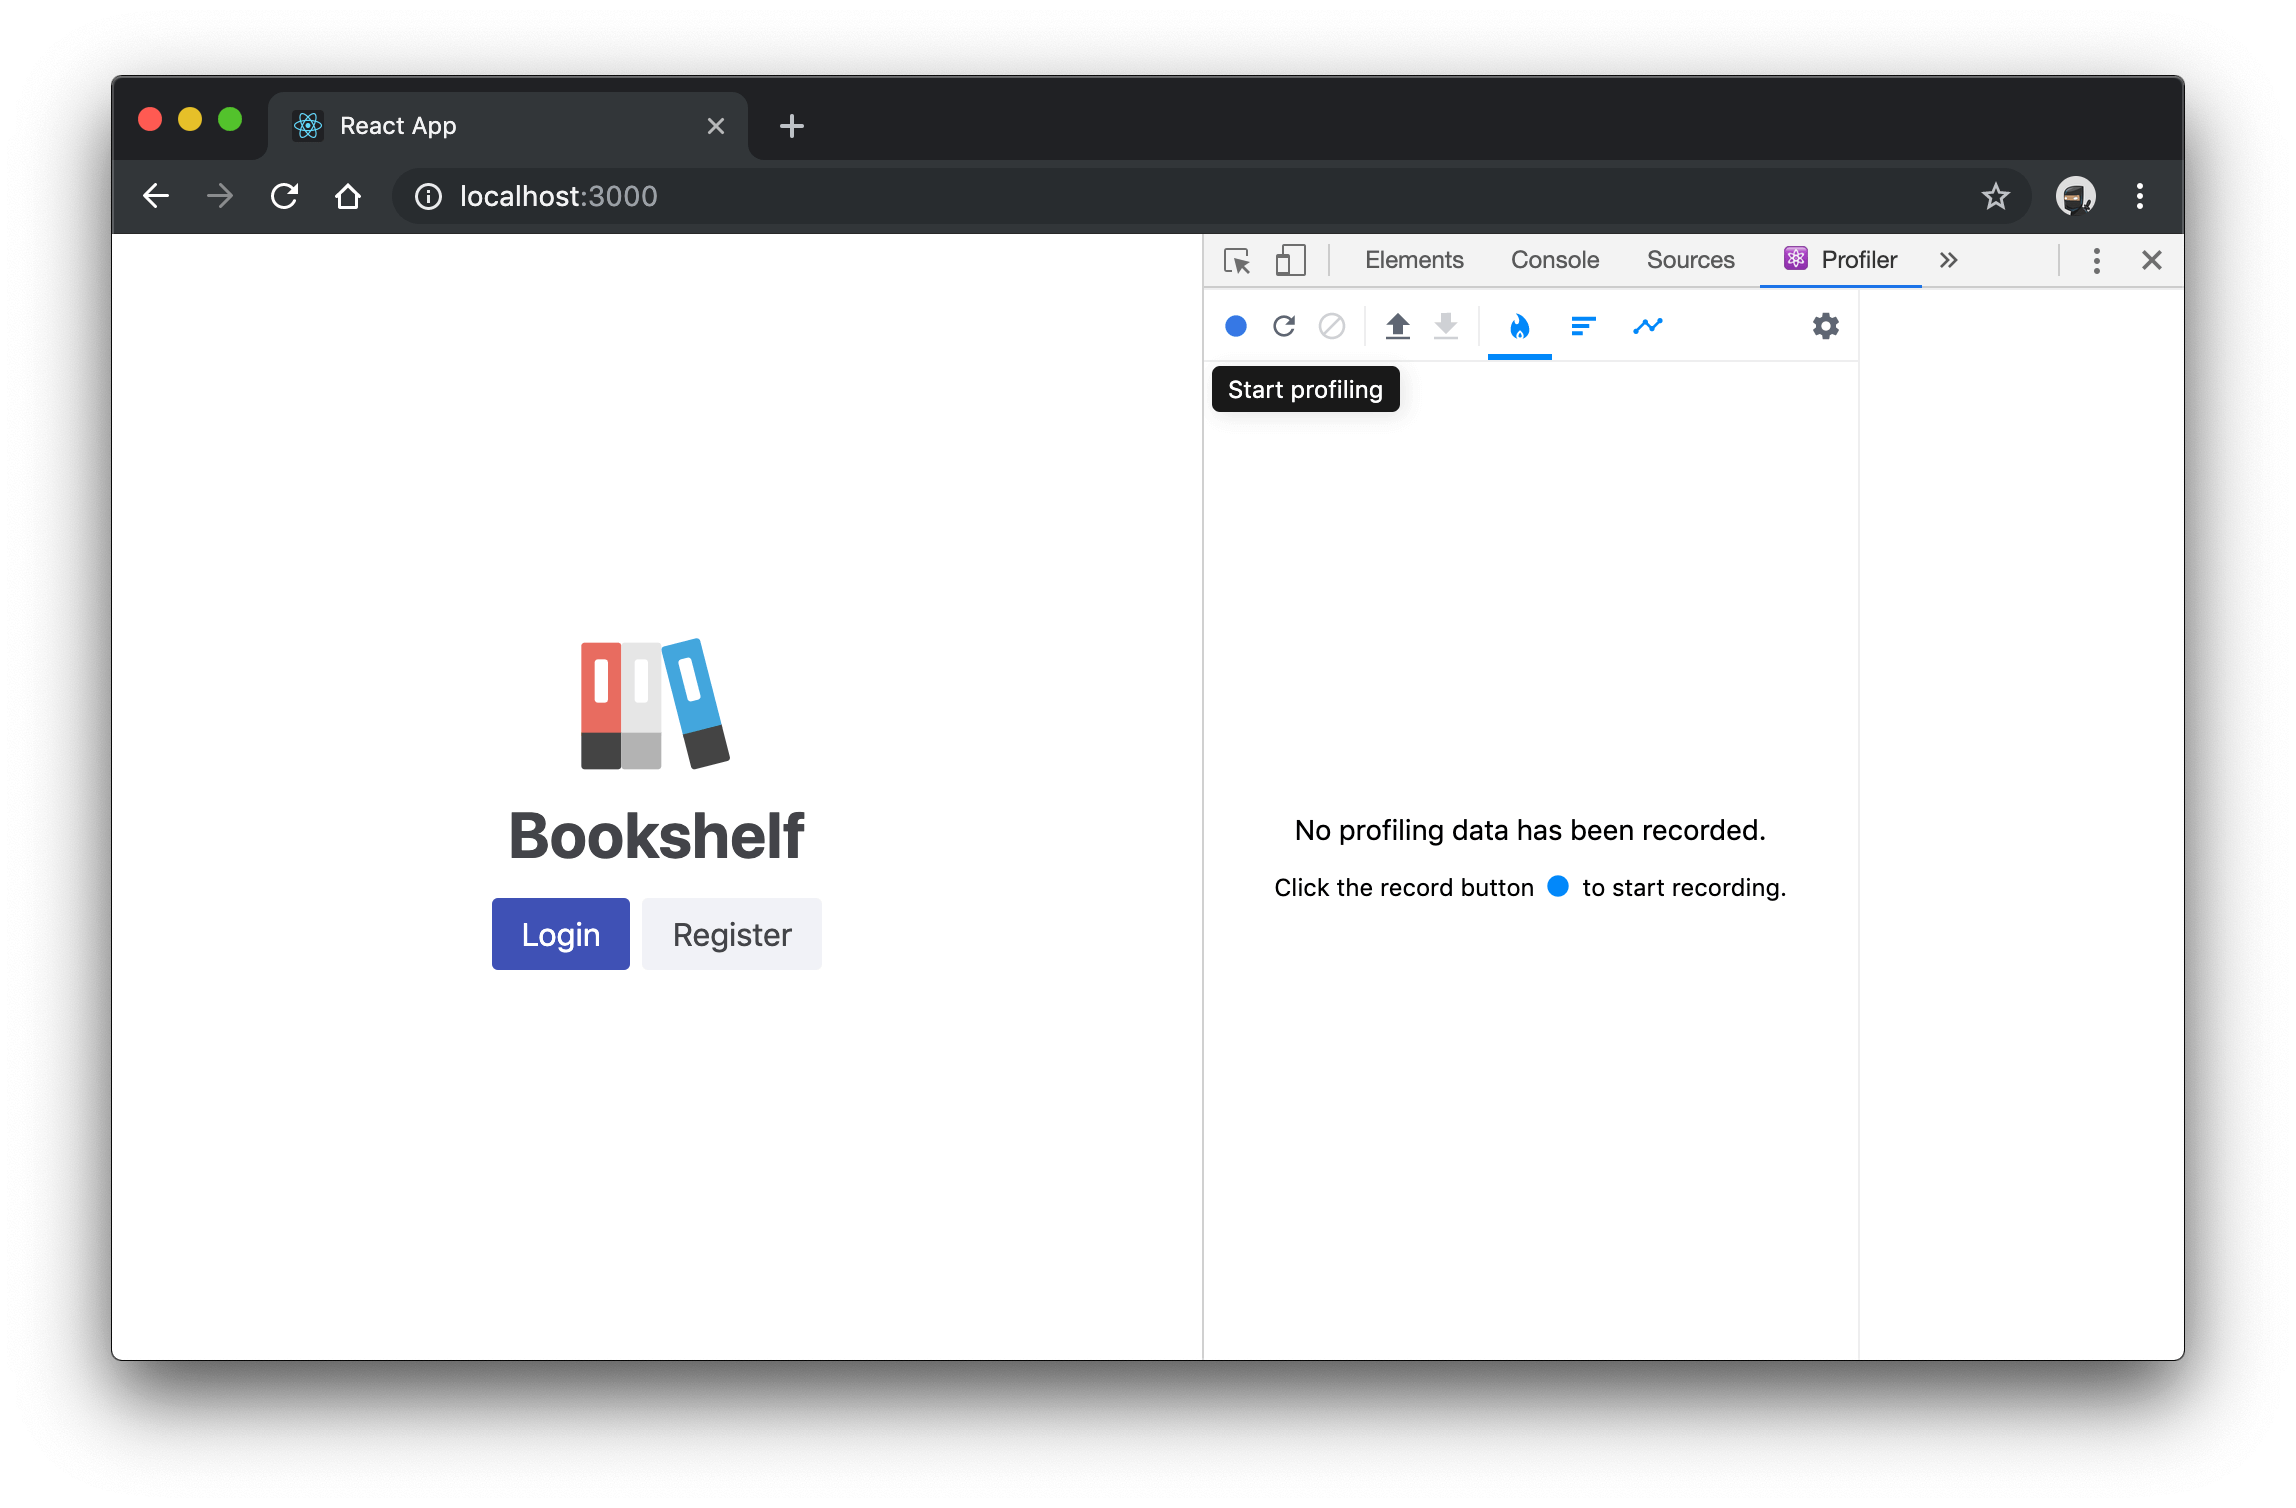 React App
localhost:3000
Elements Console Sources Profiler
Start profiling
Bookshelf
Login Register
No profiling data has been recorded.
Click the record button to start recording.